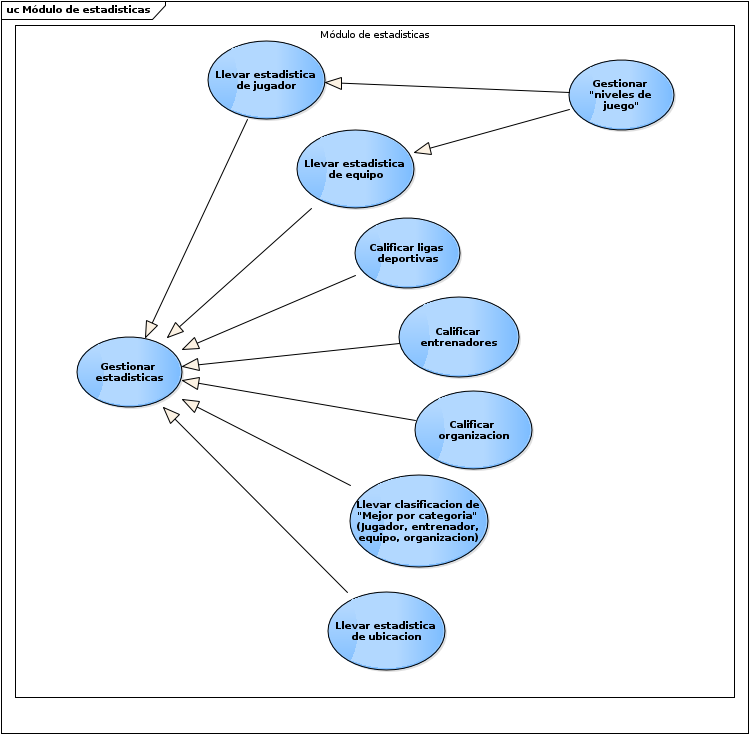 uc Módulo de estadisticas
Módulo de estadisticas
Llevar estadistica
de jugador
Gestionar
"niveles de
juego"
Llevar estadistica
de equipo
Calificar ligas
deportivas
Calificar
entrenadores
Gestionar
estadisticas
Calificar
organizacion
Llevar clasificacion de
"Mejor por categoria"
(Jugador, entrenador,
equipo, organizacion)
Llevar estadistica
de ubicacion